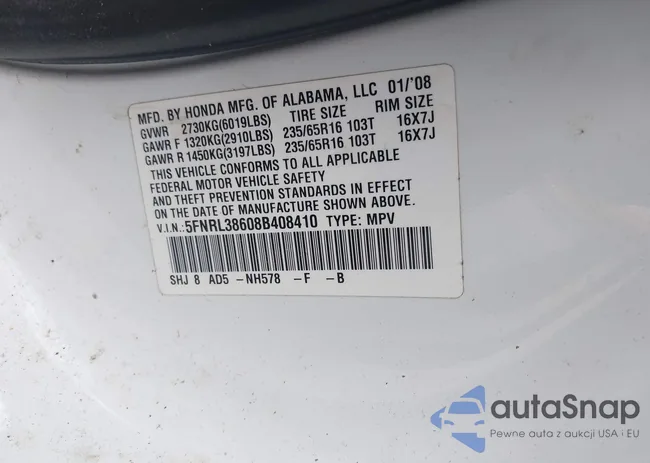 MFD. BY HONDA MFG. OF ALABAMA, LLC 01/'08
GVWR 2730KG(6019LBS) TIRE SIZE RIM SIZE
GAWR F 1320KG(2910LBS) 235/65R16 103T 16X7J
GAWR R 1450KG(3197LBS) 235/65R16 103T 16X7J
THIS VEHICLE CONFORMS TO ALL APPLICABLE
FEDERAL MOTOR VEHICLE SAFETY
AND THEFT PREVENTION STANDARDS IN EFFECT
ON THE DATE OF MANUFACTURE SHOWN ABOVE.
V.I.N.: 5FNRL38608B408410 TYPE: MPV
SHJ 8 AD5 -NH578 -F -B
autaSnap
Pewne auta z aukcji USA i EU